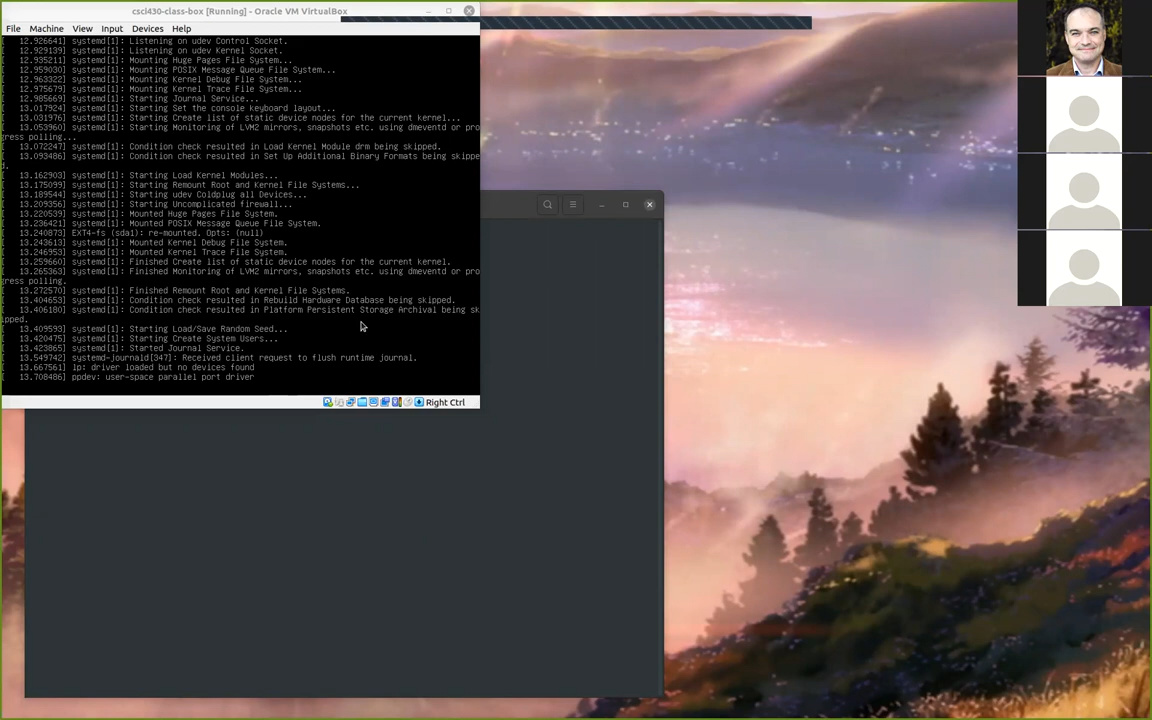 csci430-class-box [Running] - Oracle VM VirtualBox
File Machine View Input Devices Help
[ 12.926641] systemd[1]: Listening on udev Control Socket.
[ 12.929139] systemd[1]: Listening on udev Kernel Socket.
[ 12.935211] systemd[1]: Mounting Huge Pages File System...
[ 12.959030] systemd[1]: Mounting POSIX Message Queue File System...
[ 12.963322] systemd[1]: Mounting Kernel Debug File System...
[ 12.975679] systemd[1]: Mounting Kernel Trace File System...
[ 12.985669] systemd[1]: Starting Journal Service...
[ 13.017924] systemd[1]: Starting Set the console keyboard layout...
[ 13.031976] systemd[1]: Starting Create list of static device nodes for the current kernel...
[ 13.053960] systemd[1]: Starting Monitoring of LVM2 mirrors, snapshots etc. using dmeventd or pro
gress polling...
[ 13.072247] systemd[1]: Condition check resulted in Load Kernel Module drm being skipped.
[ 13.093486] systemd[1]: Condition check resulted in Set Up Additional Binary Formats being skippe
d.
[ 13.162903] systemd[1]: Starting Load Kernel Modules...
[ 13.175099] systemd[1]: Starting Remount Root and Kernel File Systems...
[ 13.189544] systemd[1]: Starting udev Coldplug all Devices...
[ 13.209356] systemd[1]: Starting Uncomplicated firewall...
[ 13.220539] systemd[1]: Mounted Huge Pages File System.
[ 13.236421] systemd[1]: Mounted POSIX Message Queue File System.
[ 13.240873] EXT4-fs (sda1): re-mounted. Opts: (null)
[ 13.243613] systemd[1]: Mounted Kernel Debug File System.
[ 13.246953] systemd[1]: Mounted Kernel Trace File System.
[ 13.259660] systemd[1]: Finished Create list of static device nodes for the current kernel.
[ 13.265363] systemd[1]: Finished Monitoring of LVM2 mirrors, snapshots etc. using dmeventd or pro
gress polling.
[ 13.272570] systemd[1]: Finished Remount Root and Kernel File Systems.
[ 13.404653] systemd[1]: Condition check resulted in Rebuild Hardware Database being skipped.
[ 13.406180] systemd[1]: Condition check resulted in Platform Persistent Storage Archival being sk
ipped.
[ 13.409593] systemd[1]: Starting Load/Save Random Seed...
[ 13.420475] systemd[1]: Starting Create System Users...
[ 13.423865] systemd[1]: Started Journal Service.
[ 13.549742] systemd-journald[347]: Received client request to flush runtime journal.
[ 13.667561] lp: driver loaded but no devices found
[ 13.708486] ppdev: user-space parallel port driver
Right Ctrl